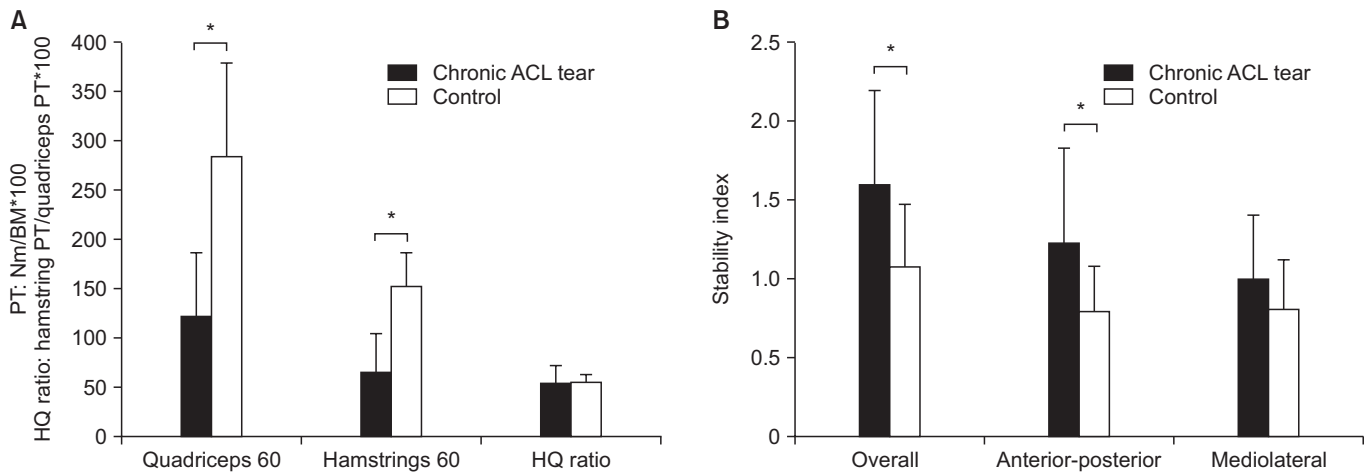 A
PT: Nm/BM*100
HQ ratio: hamstring PT/quadriceps PT*100
400
350
300
250
200
150
100
50
0
*
*
Chronic ACL tear
Control
Quadriceps 60
Hamstrings 60
HQ ratio
B
Stability index
2.5
2.0
1.5
1.0
0.5
0.0
*
*
Chronic ACL tear
Control
Overall
Anterior-posterior
Mediolateral